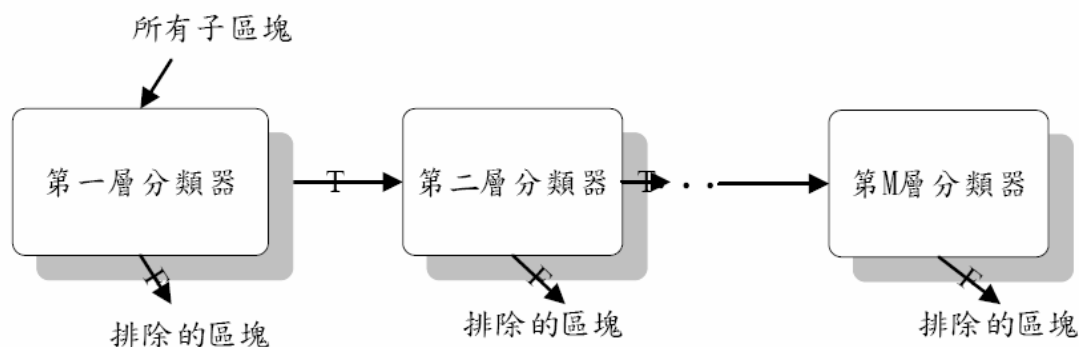 所有子區塊
第一層分類器
T
第二層分類器
T
. .
第M層分類器
F
排除的區塊
F
排除的區塊
F
排除的區塊